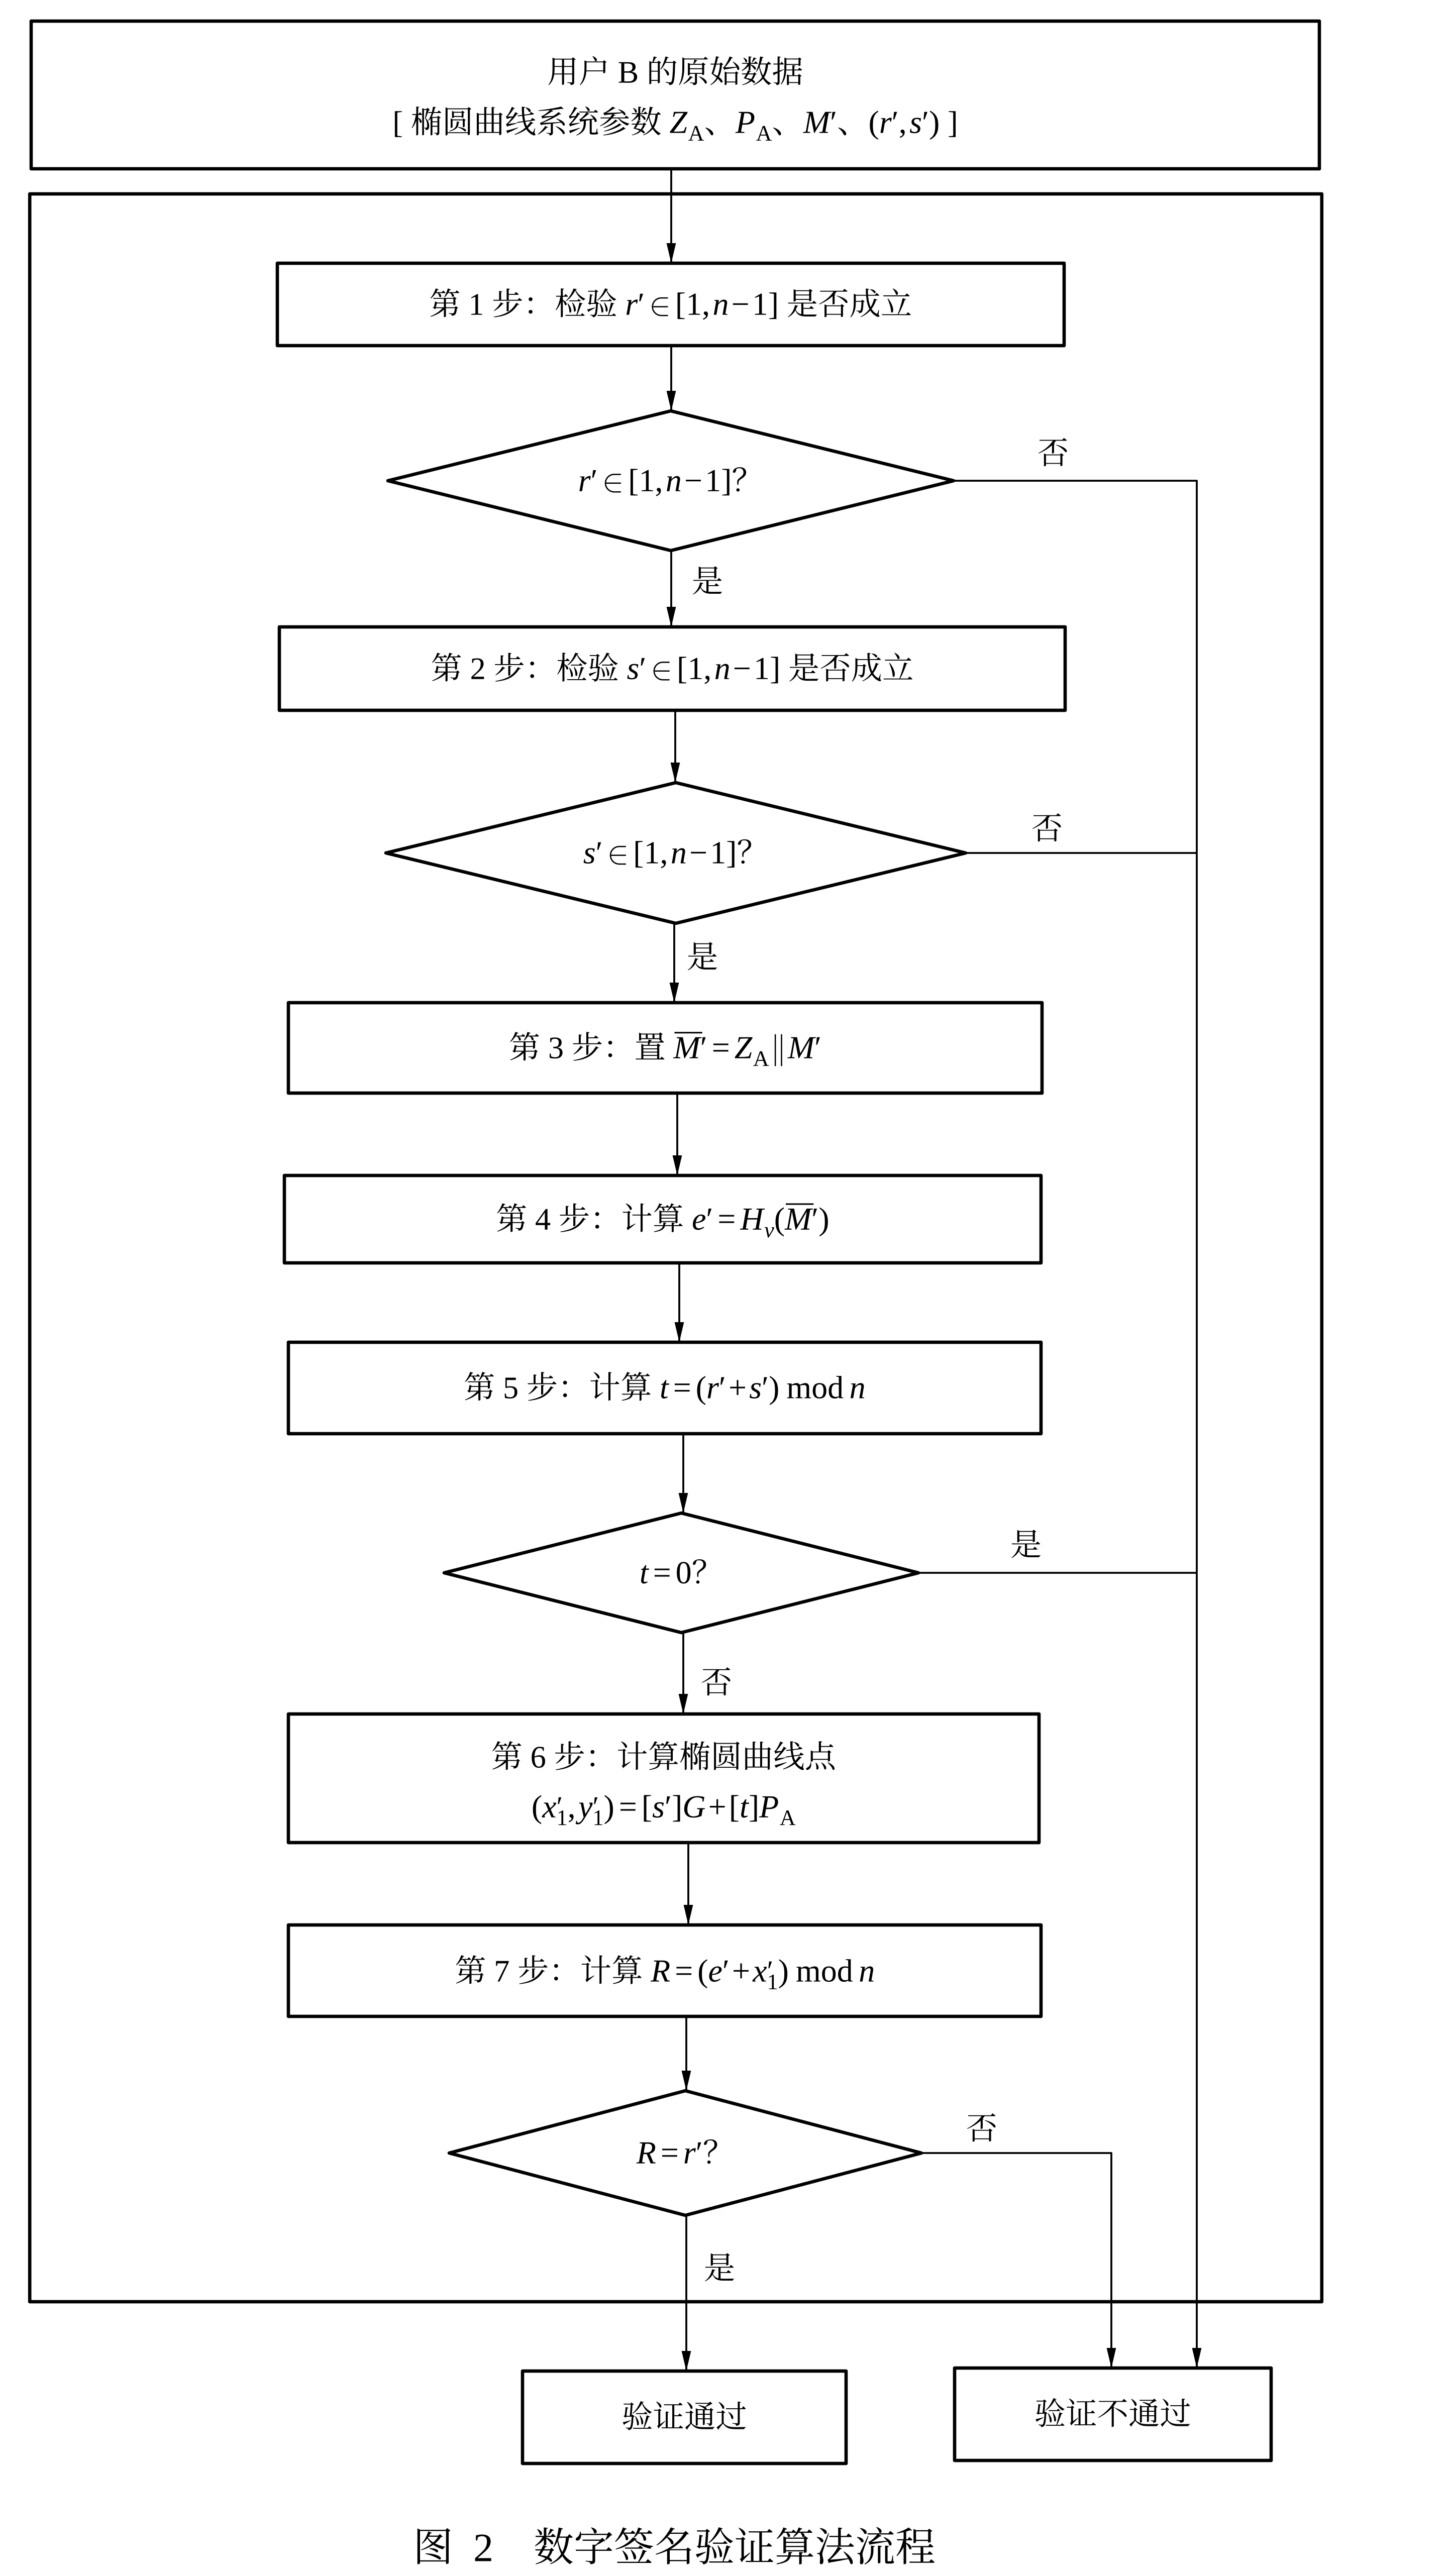 用户 B 的原始数据
[ 椭圆曲线系统参数 Z_A、P_A、M′、(r′,s′) ]
第 1 步：检验 r′∈[1,n−1] 是否成立
否
r′∈[1,n−1]?
是
第 2 步：检验 s′∈[1,n−1] 是否成立
否
s′∈[1,n−1]?
是
第 3 步：置 M̅′=Z_A‖M′
第 4 步：计算 e′=H_v(M̅′)
第 5 步：计算 t=(r′+s′) mod n
是
t=0?
否
第 6 步：计算椭圆曲线点
(x′₁,y′₁)=[s′]G+[t]P_A
第 7 步：计算 R=(e′+x′₁) mod n
否
R=r′?
是
验证通过
验证不通过
图 2　数字签名验证算法流程